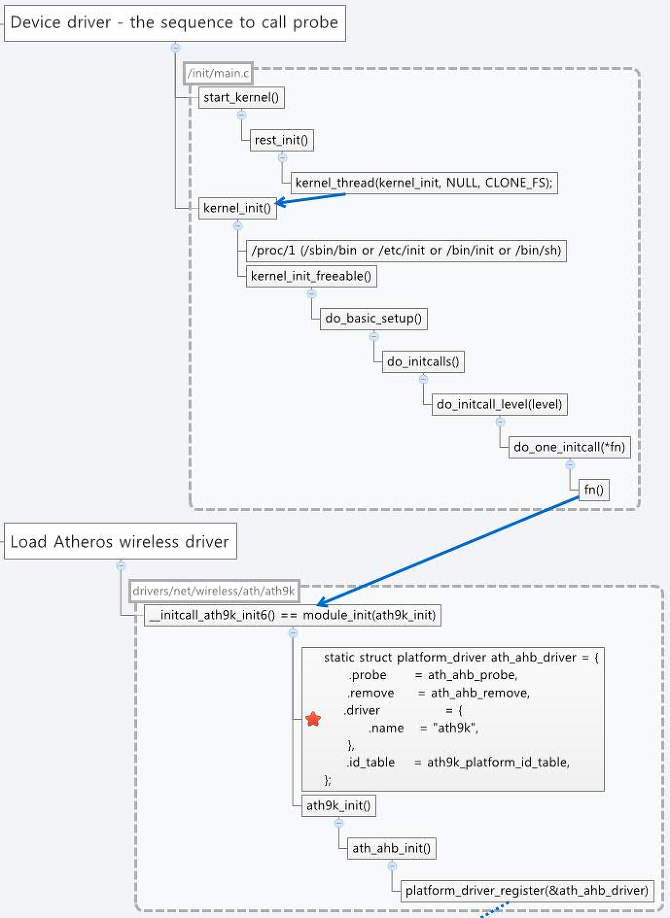 Device driver - the sequence to call probe
/init/main.c
start_kernel()
rest_init()
kernel_thread(kernel_init, NULL, CLONE_FS);
kernel_init()
/proc/1 (/sbin/bin or /etc/init or /bin/init or /bin/sh)
kernel_init_freeable()
do_basic_setup()
do_initcalls()
do_initcall_level(level)
do_one_initcall(*fn)
fn()
Load Atheros wireless driver
drivers/net/wireless/ath/ath9k
__initcall_ath9k_init6() == module_init(ath9k_init)
static struct platform_driver ath_ahb_driver = {
.probe = ath_ahb_probe,
.remove = ath_ahb_remove,
.driver = {
.name = "ath9k",
},
.id_table = ath9k_platform_id_table,
};
ath9k_init()
ath_ahb_init()
platform_driver_register(&ath_ahb_driver)